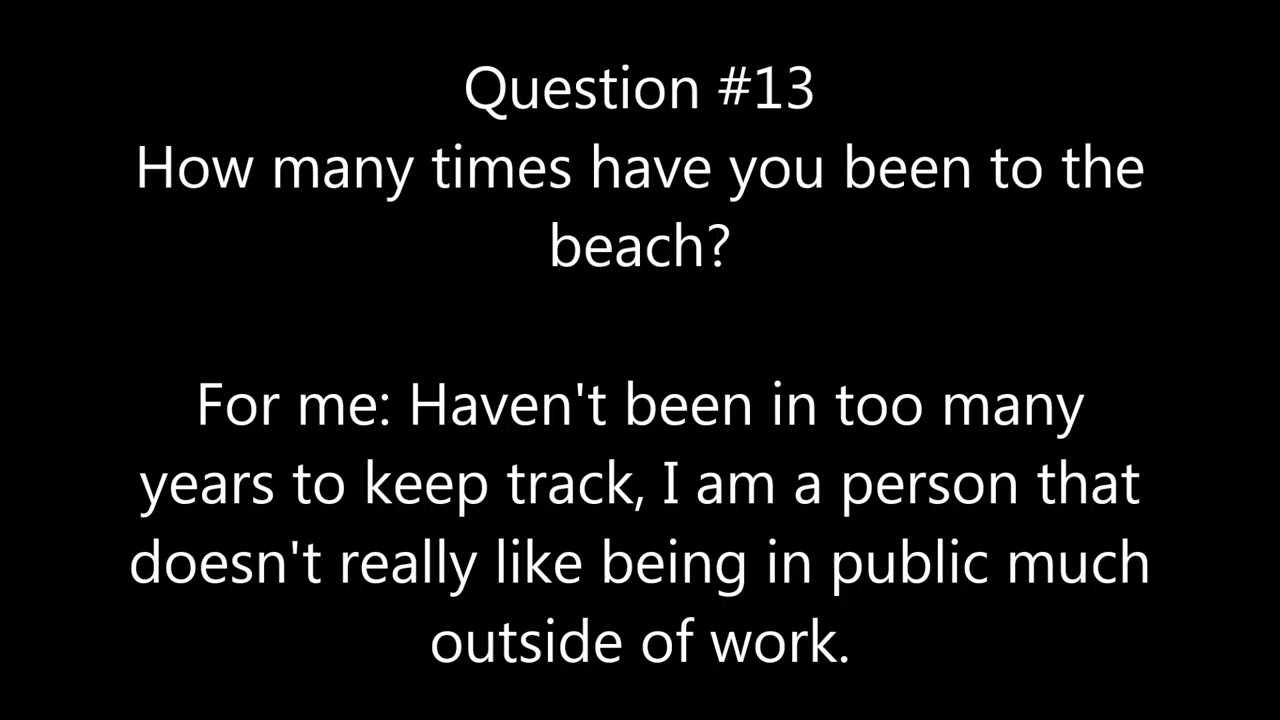 Question #13
How many times have you been to the
beach?
For me: Haven't been in too many
years to keep track, I am a person that
doesn't really like being in public much
outside of work.